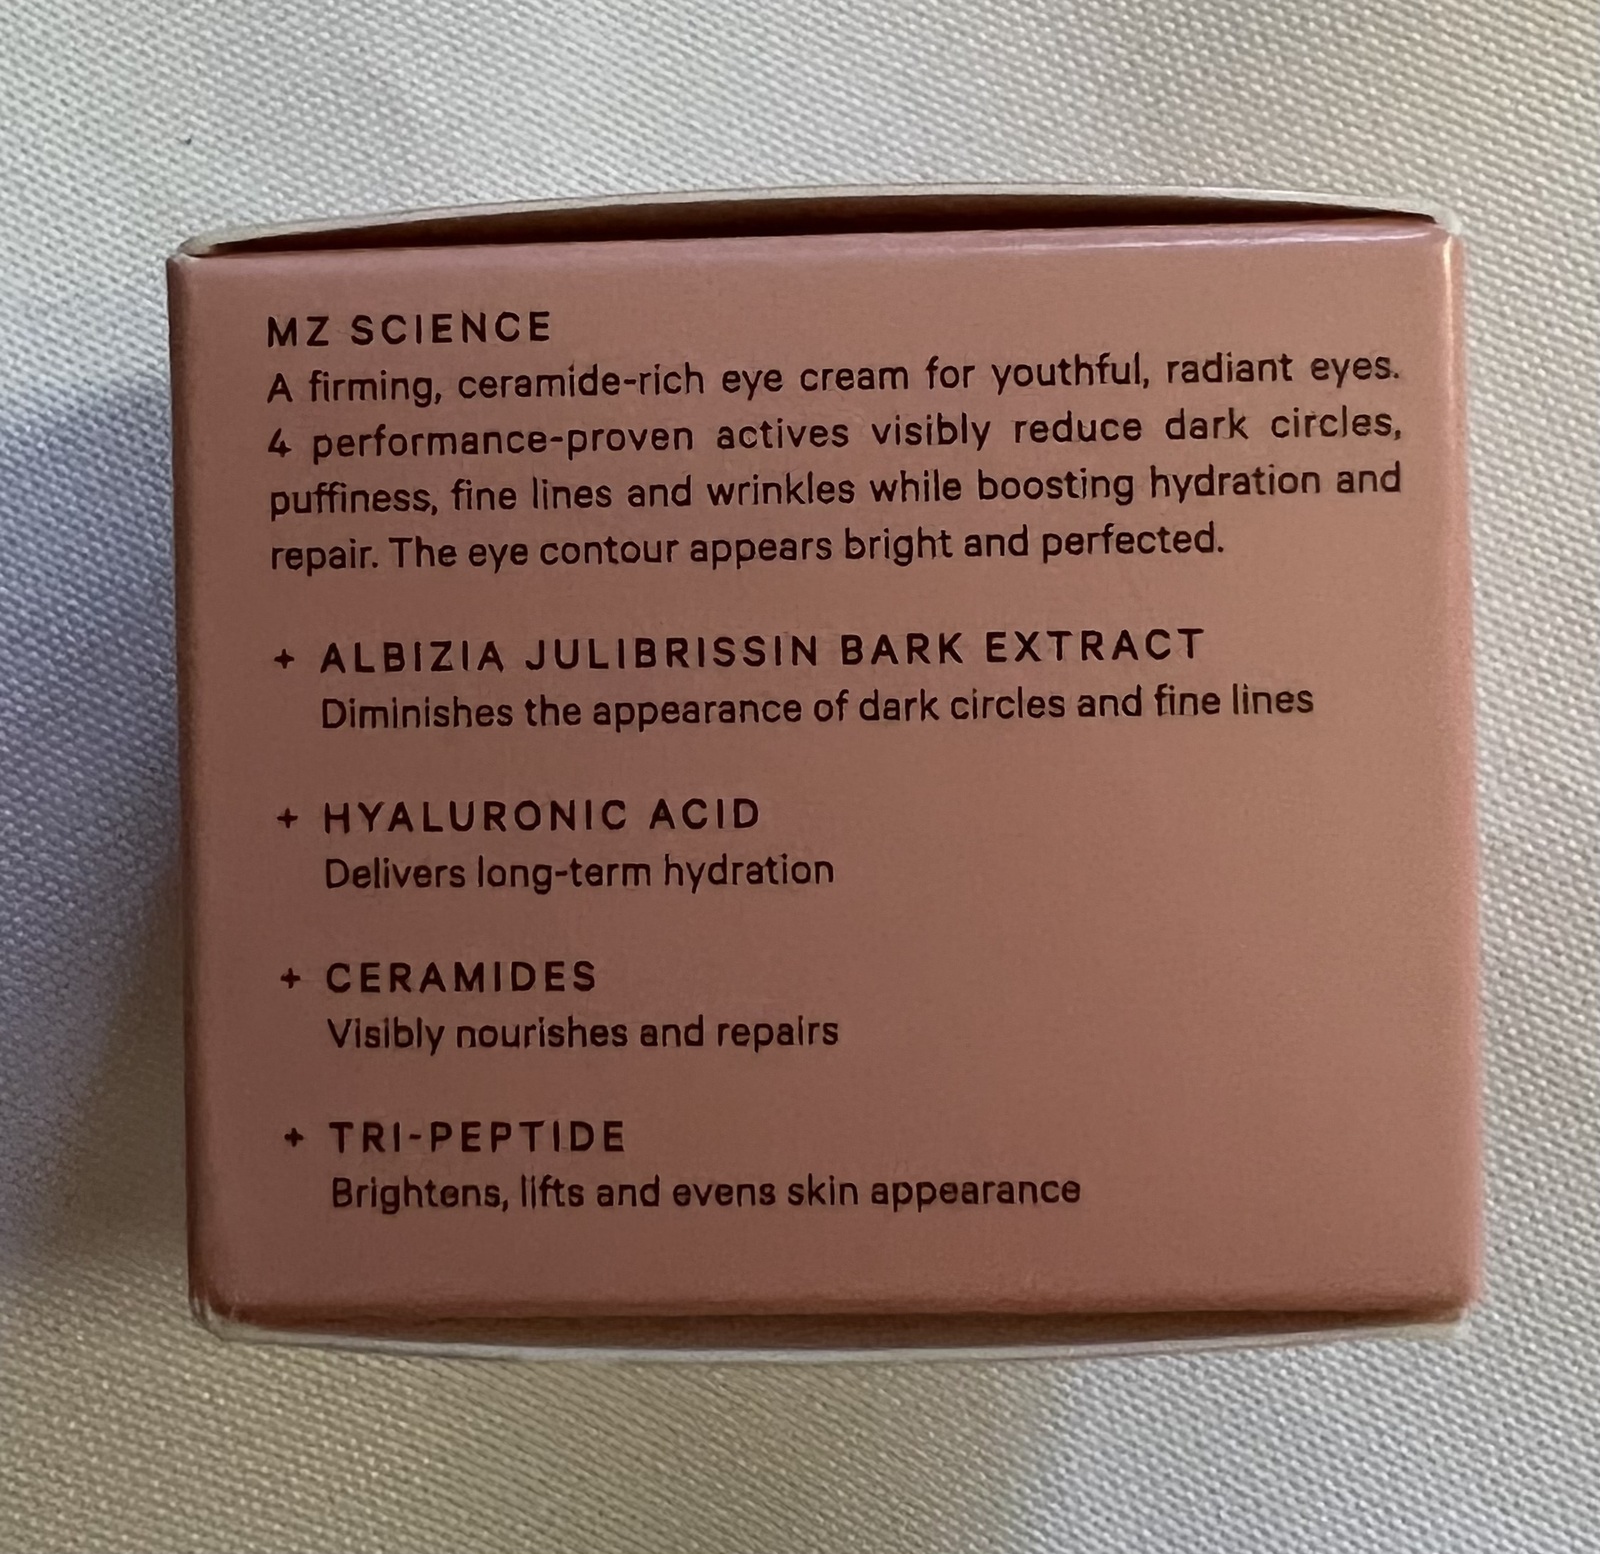 MZ SCIENCE
A firming, ceramide-rich eye cream for youthful, radiant eyes.
4 performance-proven actives visibly reduce dark circles,
puffiness, fine lines and wrinkles while boosting hydration and
repair. The eye contour appears bright and perfected.
+ ALBIZIA JULIBRISSIN BARK EXTRACT
Diminishes the appearance of dark circles and fine lines
+ HYALURONIC ACID
Delivers long-term hydration
+ CERAMIDES
Visibly nourishes and repairs
+ TRI-PEPTIDE
Brightens, lifts and evens skin appearance